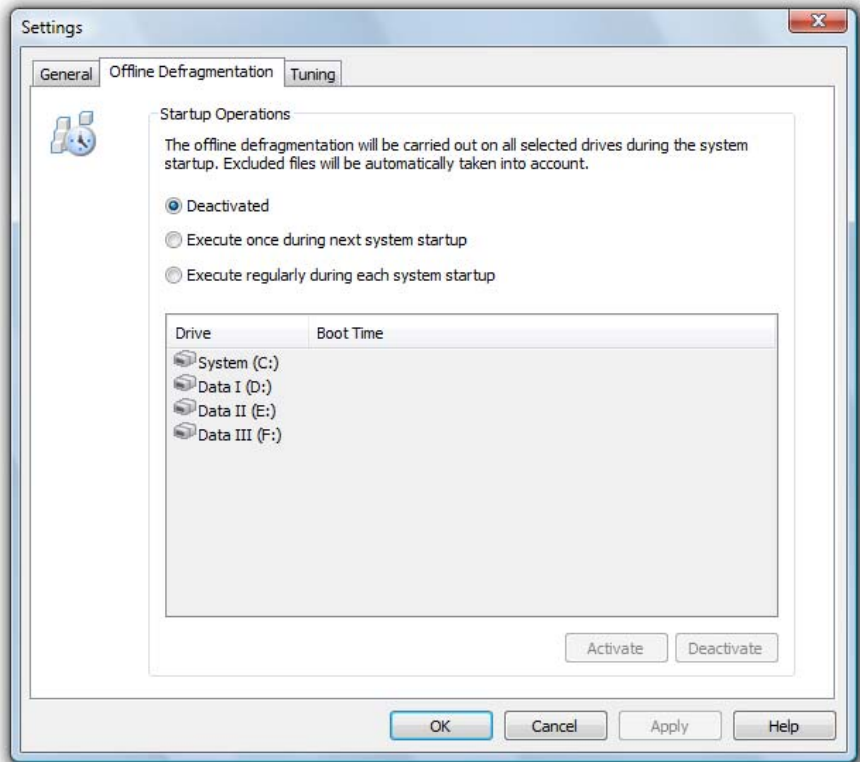 Settings
General Offline Defragmentation Tuning
Startup Operations
The offline defragmentation will be carried out on all selected drives during the system
startup. Excluded files will be automatically taken into account.
Deactivated
Execute once during next system startup
Execute regularly during each system startup
Drive Boot Time
System (C:)
Data I (D:)
Data II (E:)
Data III (F:)
Activate Deactivate
OK Cancel Apply Help